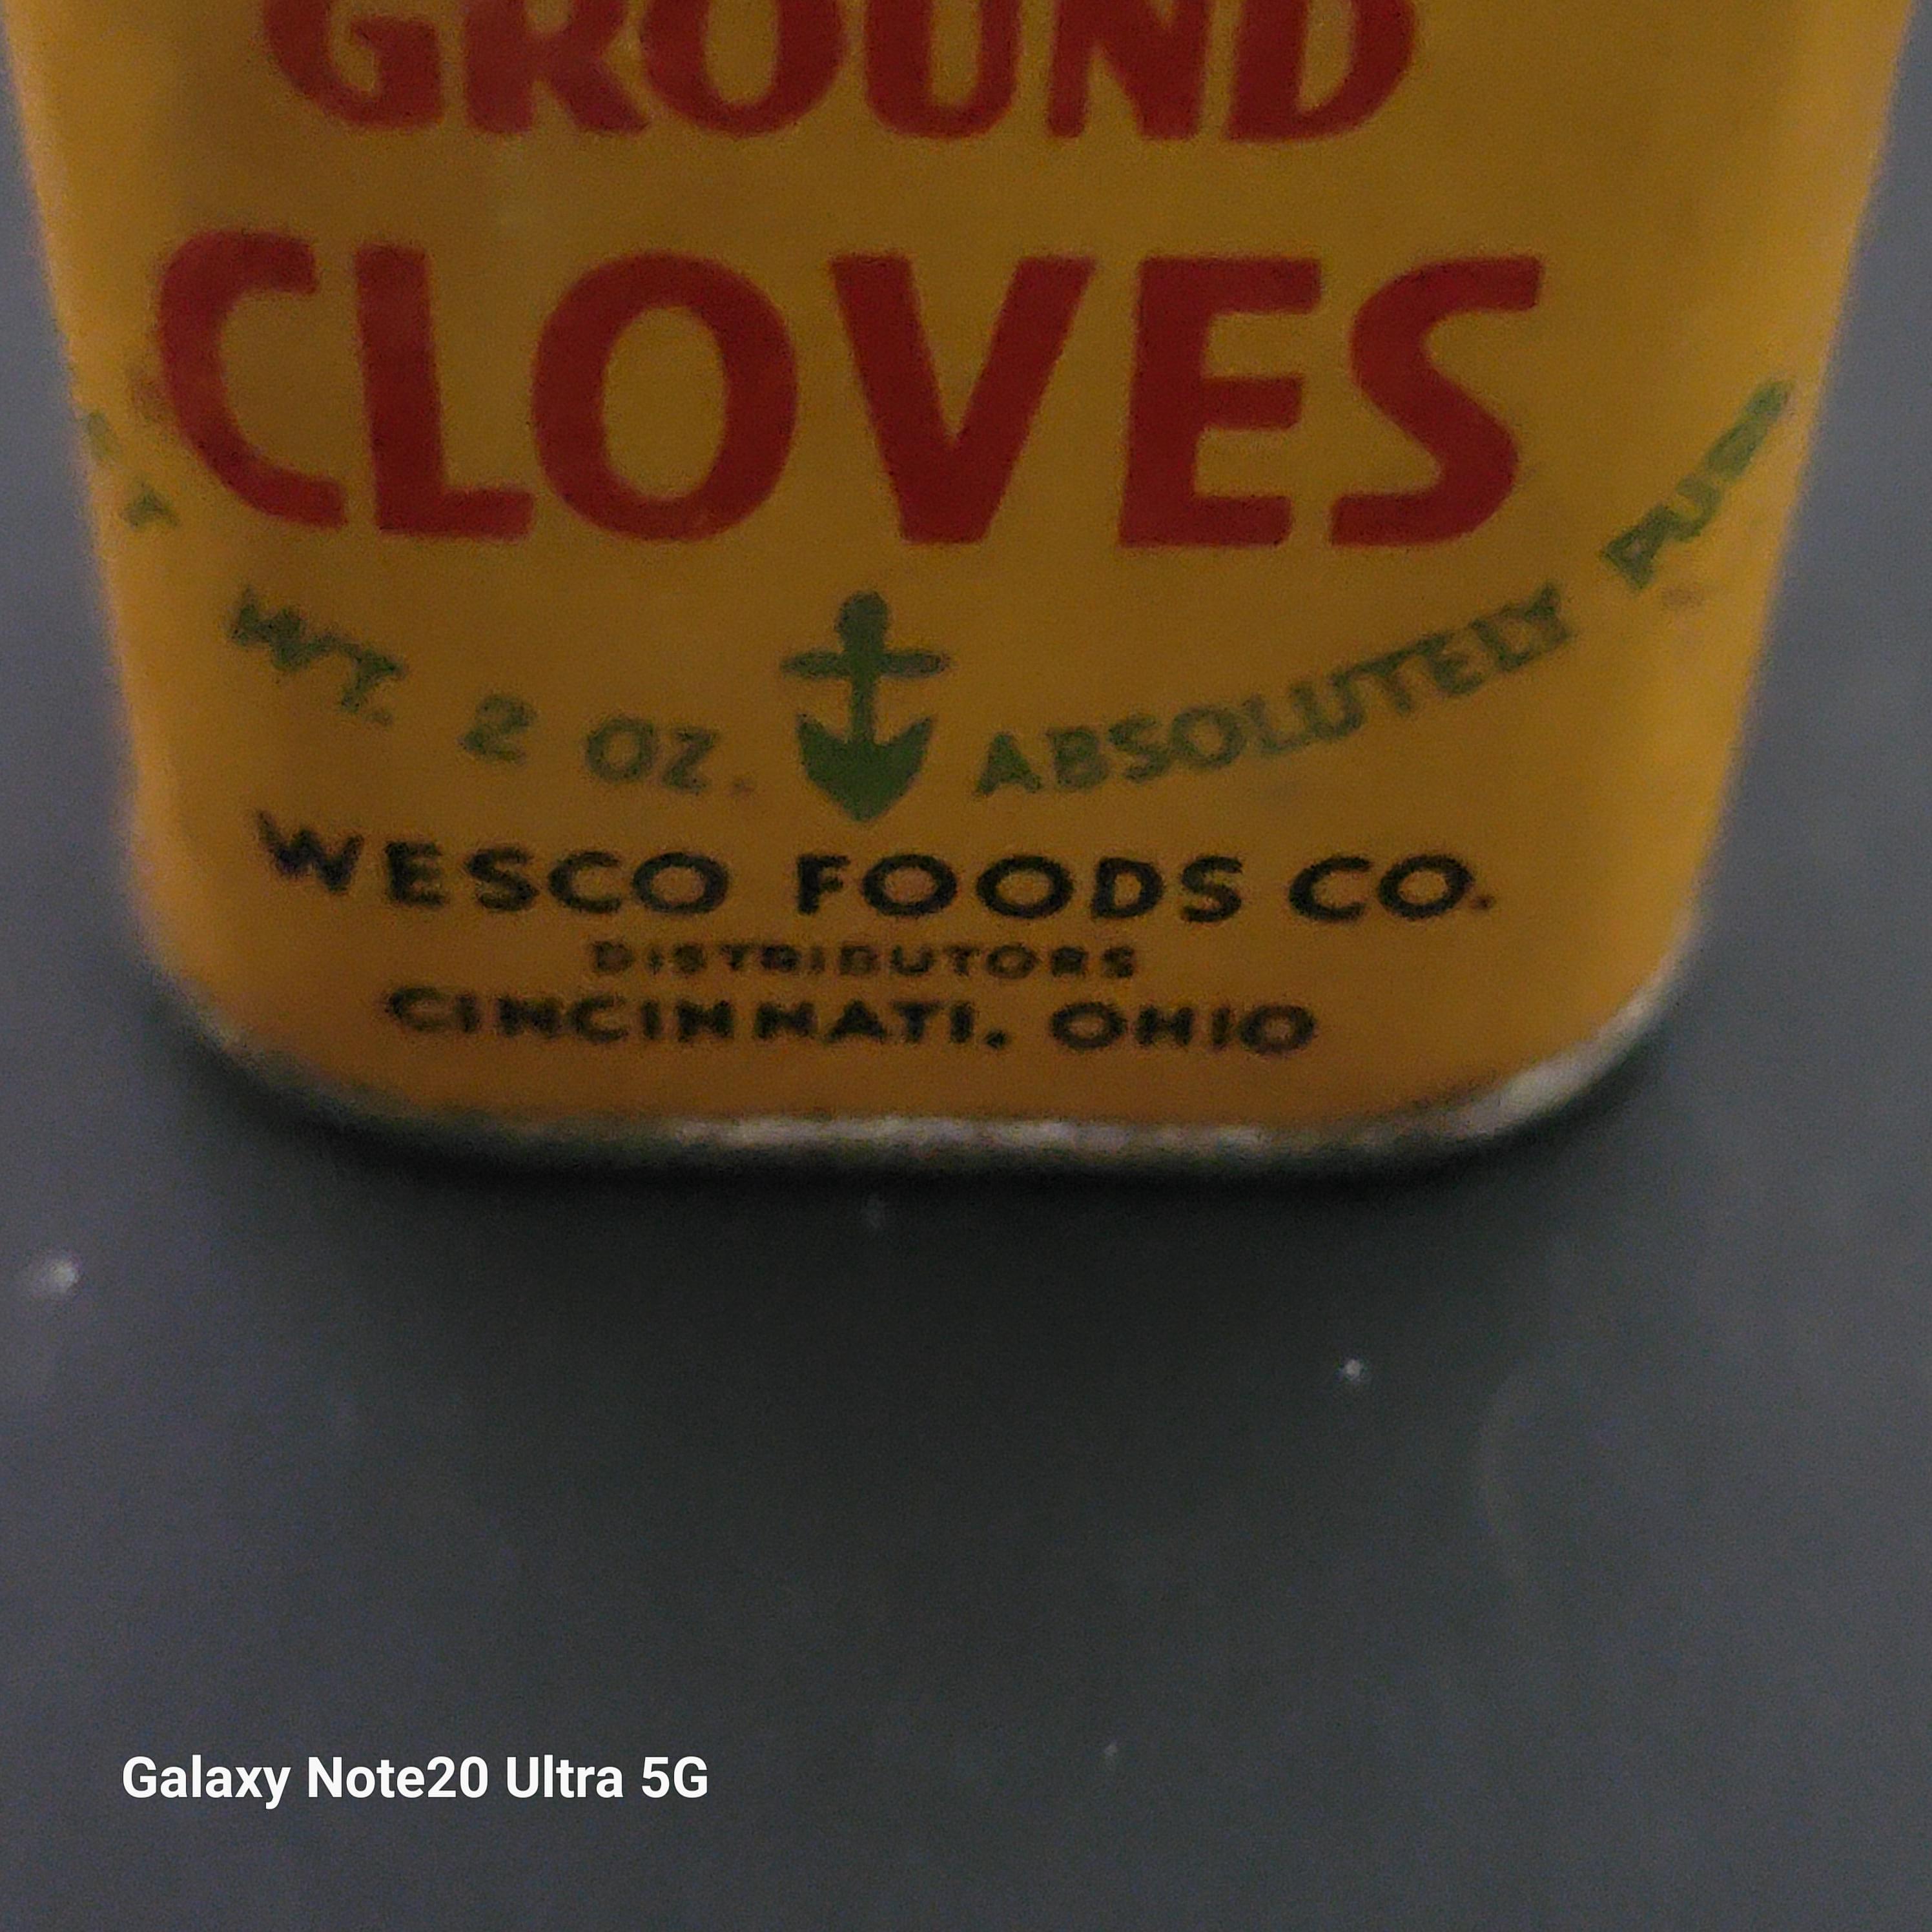 GROUND
CLOVES
WT. 2 OZ. ABSOLUTELY PURE
WESCO FOODS CO.
DISTRIBUTORS
CINCINNATI, OHIO
Galaxy Note20 Ultra 5G